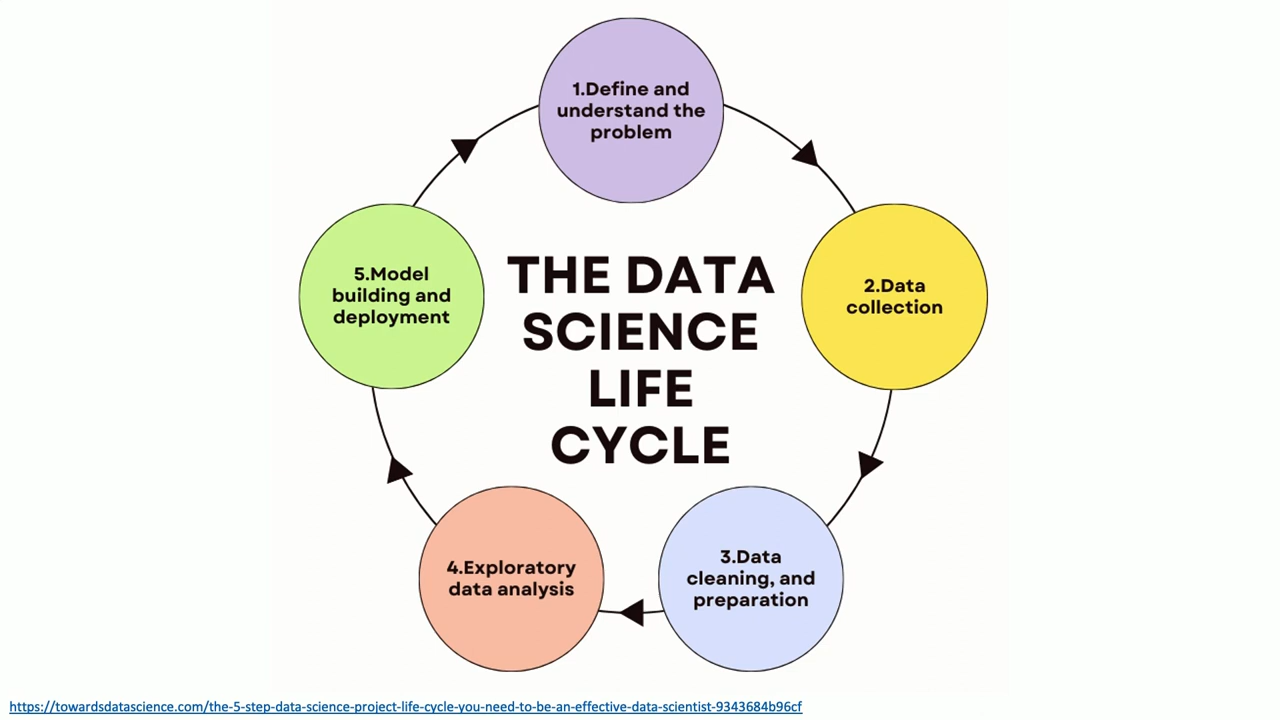 1.Define and
understand the
problem
2.Data
collection
3.Data
cleaning, and
preparation
4.Exploratory
data analysis
5.Model
building and
deployment
THE DATA
SCIENCE
LIFE
CYCLE
https://towardsdatascience.com/the-5-step-data-science-project-life-cycle-you-need-to-be-an-effective-data-scientist-9343684b96cf